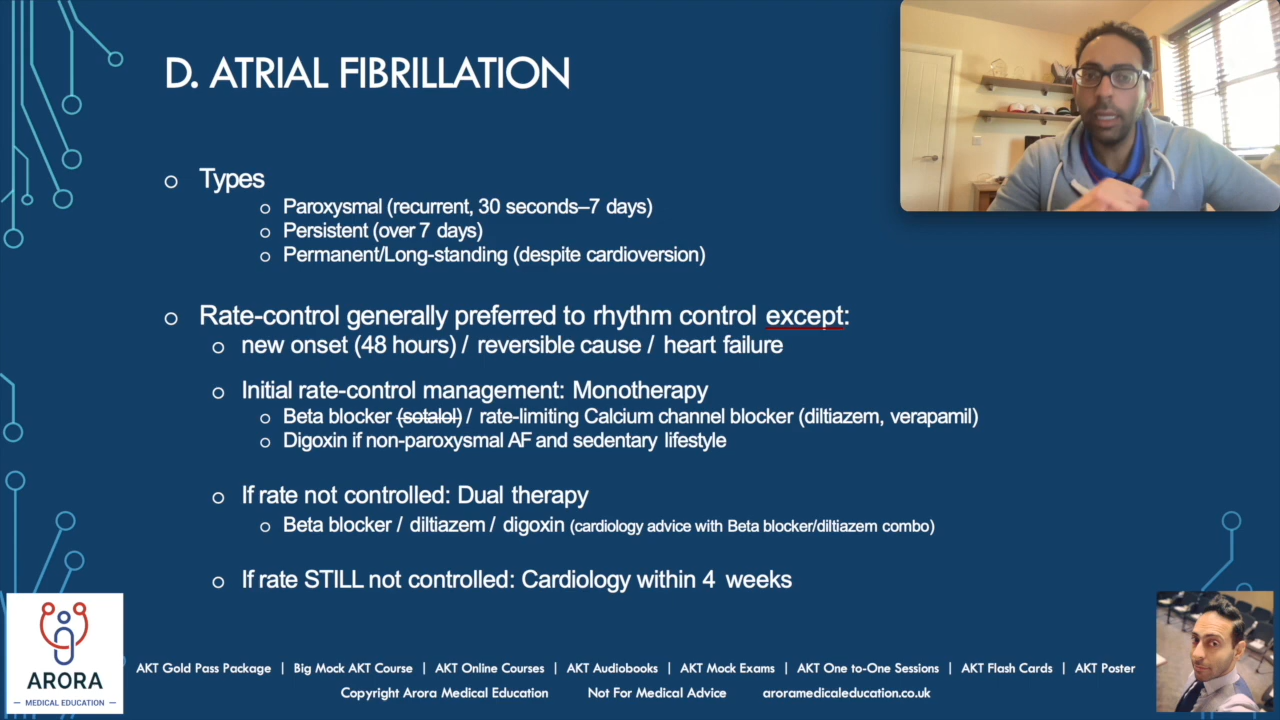 D. ATRIAL FIBRILLATION
Types
Paroxysmal (recurrent, 30 seconds–7 days)
Persistent (over 7 days)
Permanent/Long-standing (despite cardioversion)
Rate-control generally preferred to rhythm control except:
new onset (48 hours) / reversible cause / heart failure
Initial rate-control management: Monotherapy
Beta blocker (sotalol) / rate-limiting Calcium channel blocker (diltiazem, verapamil)
Digoxin if non-paroxysmal AF and sedentary lifestyle
If rate not controlled: Dual therapy
Beta blocker / diltiazem / digoxin (cardiology advice with Beta blocker/diltiazem combo)
If rate STILL not controlled: Cardiology within 4 weeks
ARORA
MEDICAL EDUCATION
AKT Gold Pass Package | Big Mock AKT Course | AKT Online Courses | AKT Audiobooks | AKT Mock Exams | AKT One to-One Sessions | AKT Flash Cards | AKT Poster
Copyright Arora Medical Education Not For Medical Advice aroramedicaleducation.co.uk